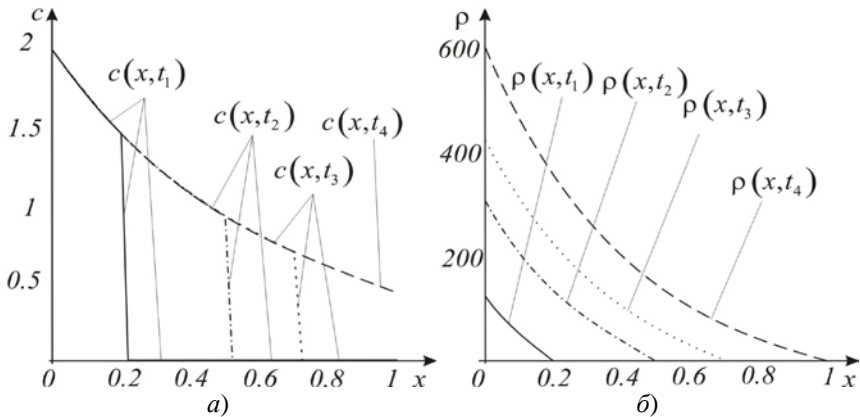 c
2
1.5
1
0.5
c(x,t₁)
c(x,t₂)
c(x,t₄)
c(x,t₃)
0 0.2 0.4 0.6 0.8 1 x
а)
ρ
600
400
200
ρ(x,t₁)
ρ(x,t₂)
ρ(x,t₃)
ρ(x,t₄)
0 0.2 0.4 0.6 0.8 1 x
б)